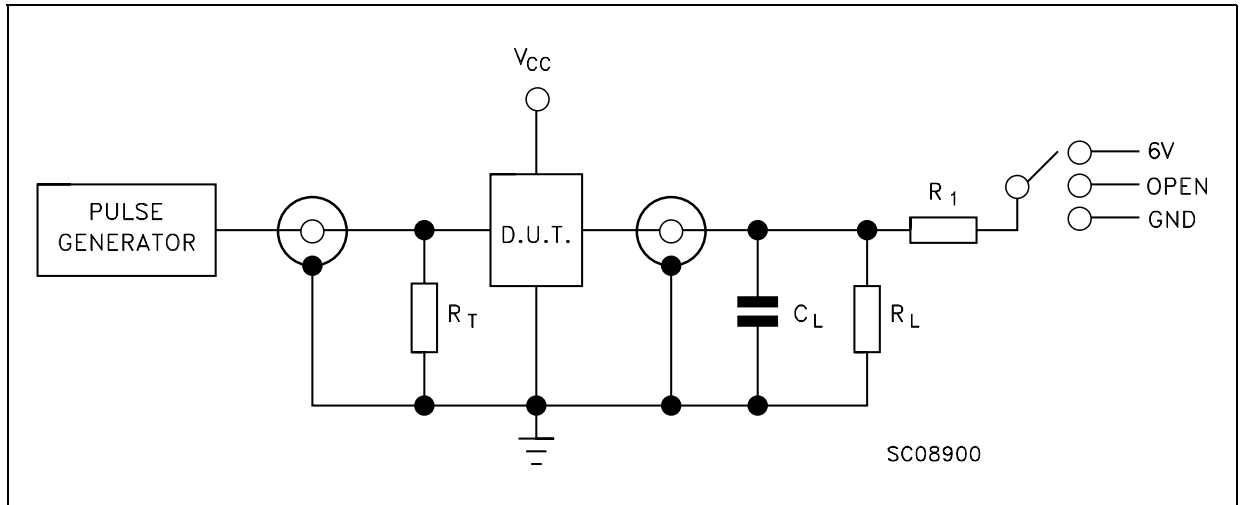 VCC
PULSE
GENERATOR
D.U.T.
RT
CL
RL
R1
6V
OPEN
GND
SC08900